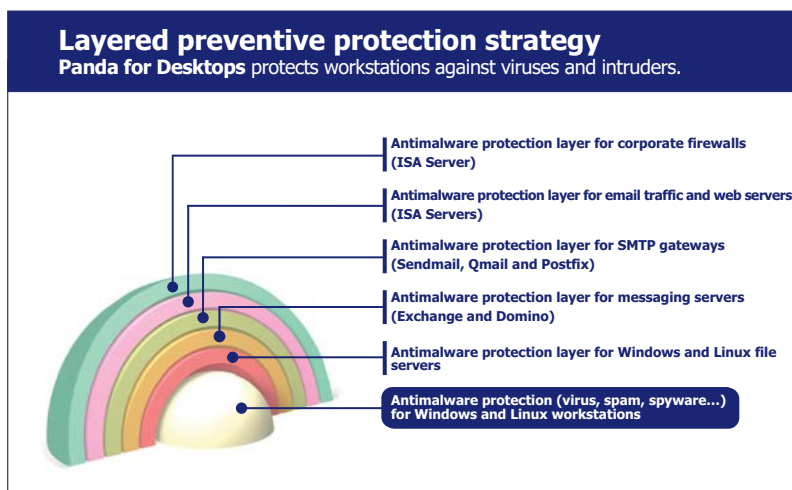 Layered preventive protection strategy
Panda for Desktops protects workstations against viruses and intruders.
Antimalware protection layer for corporate firewalls
(ISA Server)
Antimalware protection layer for email traffic and web servers
(ISA Servers)
Antimalware protection layer for SMTP gateways
(Sendmail, Qmail and Postfix)
Antimalware protection layer for messaging servers
(Exchange and Domino)
Antimalware protection layer for Windows and Linux file
servers
Antimalware protection (virus, spam, spyware...)
for Windows and Linux workstations